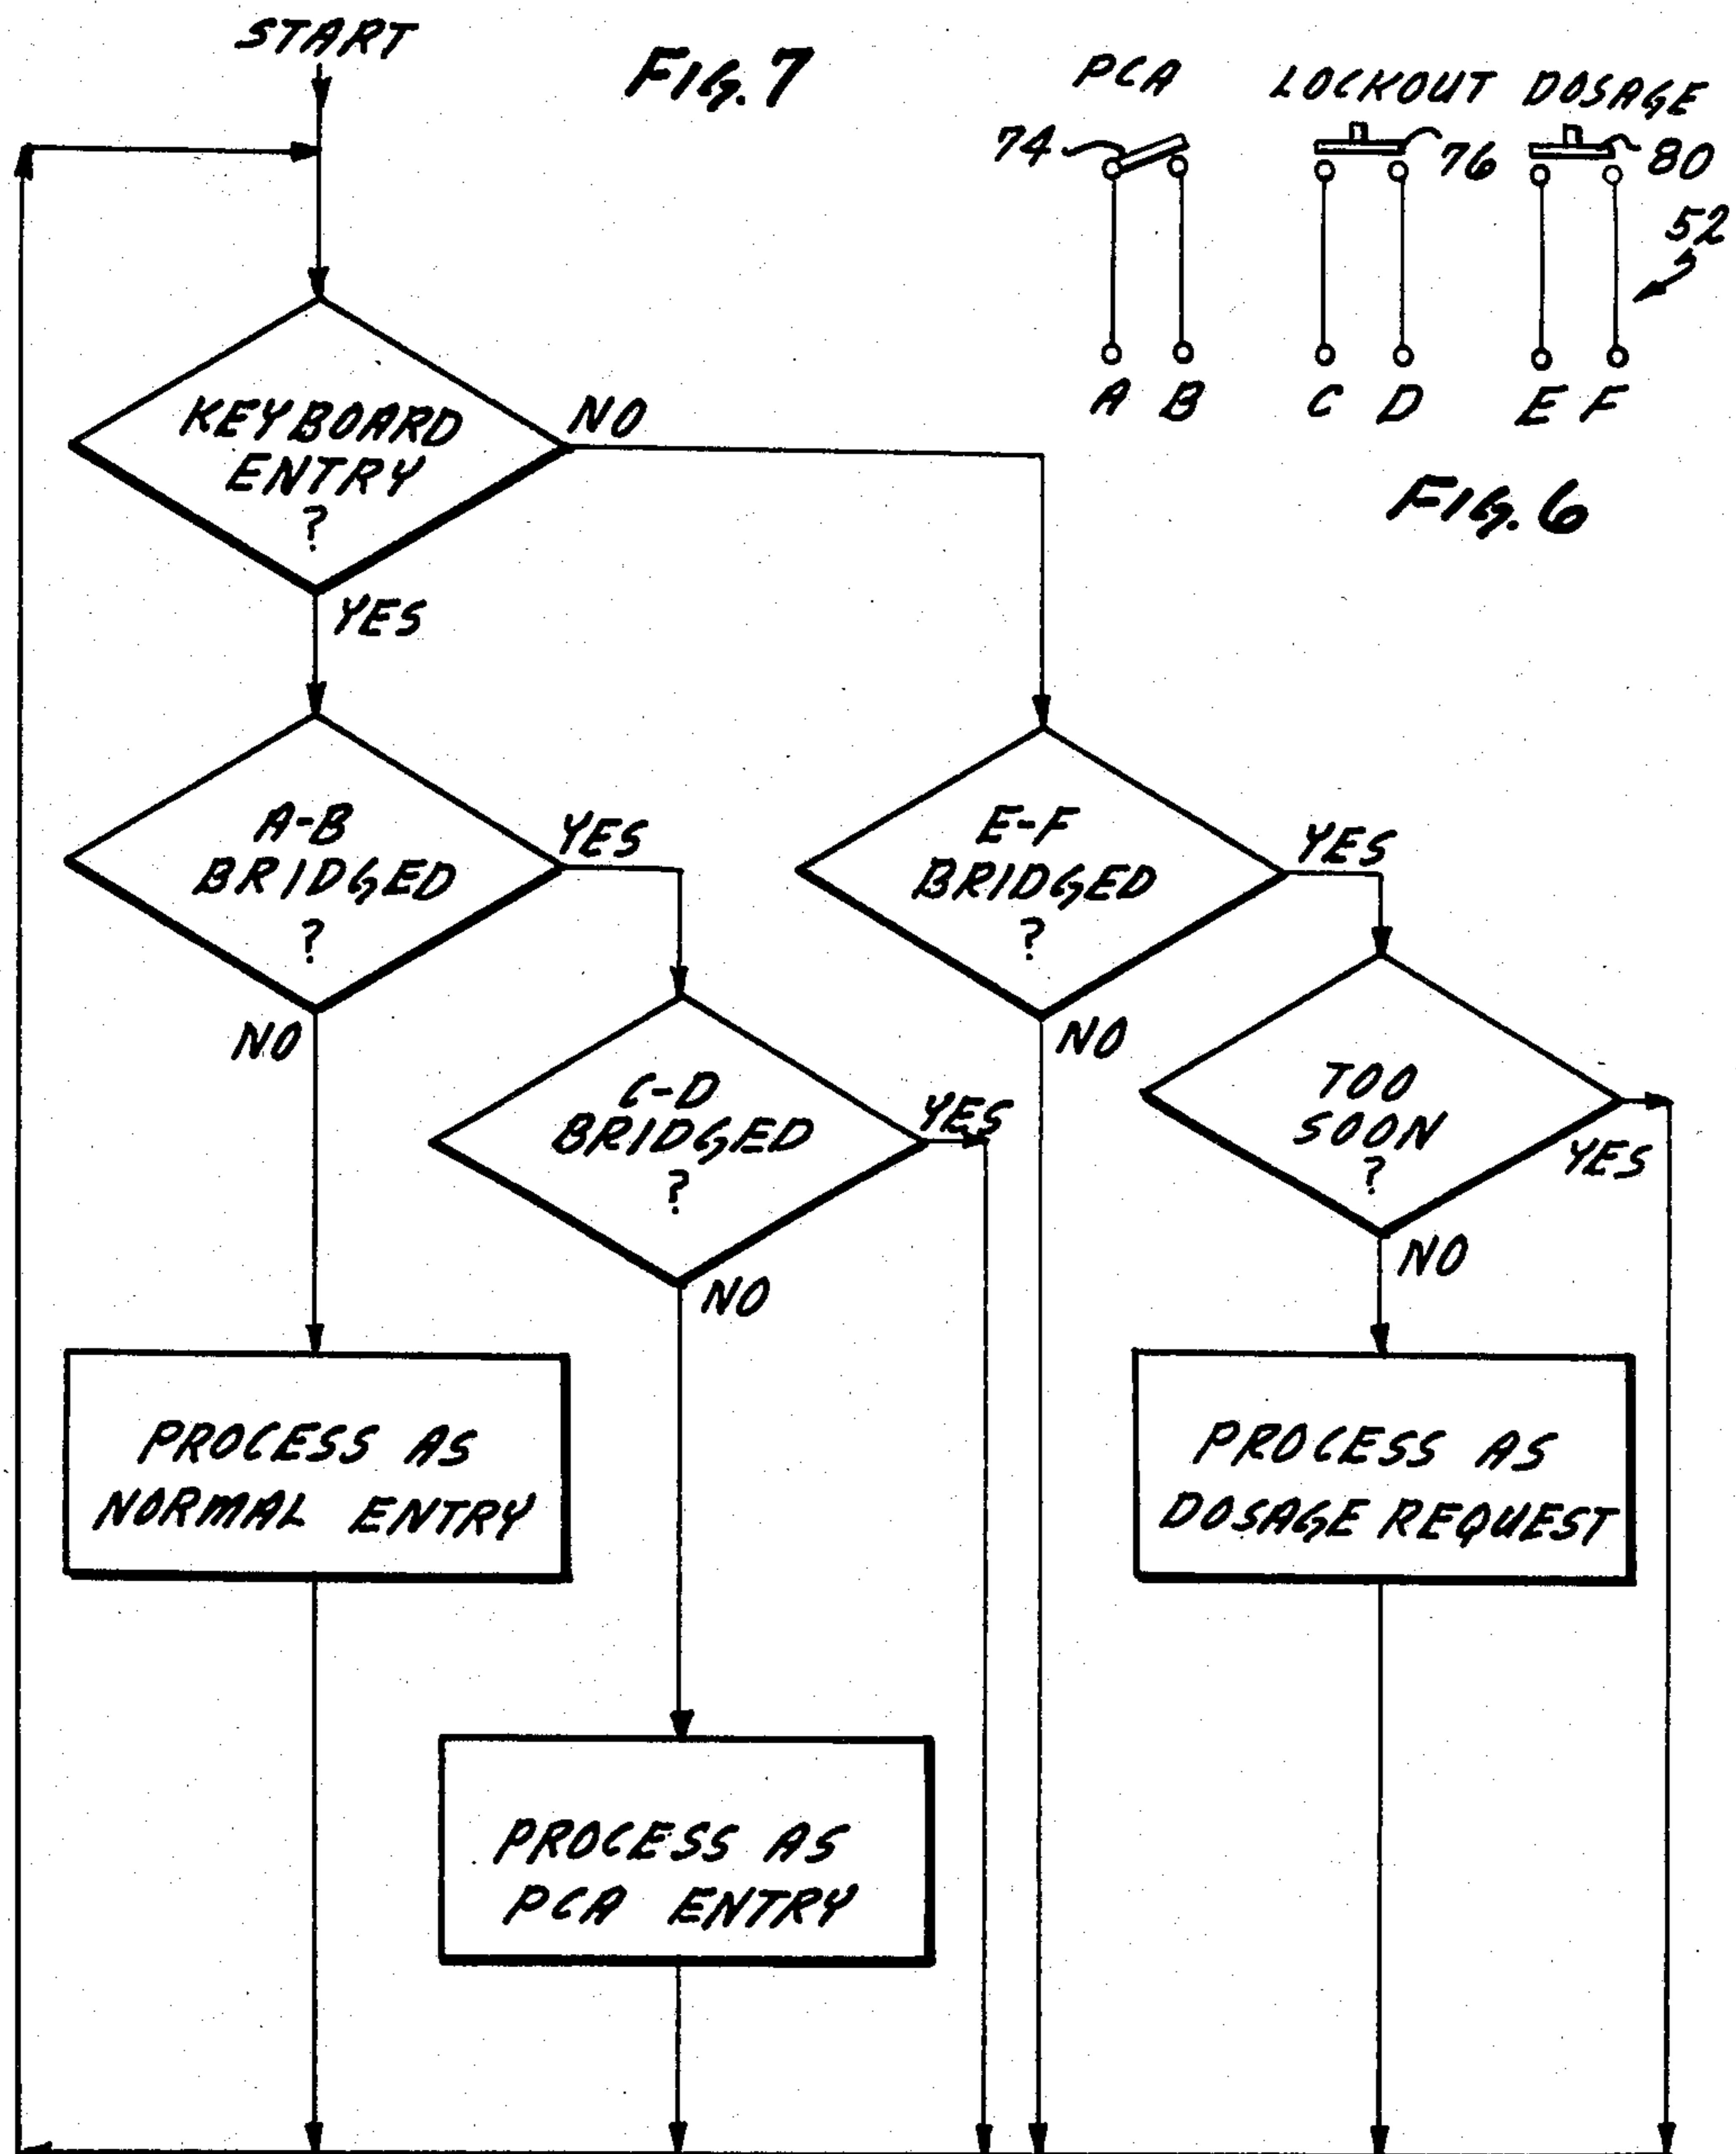 START
FIG. 7
PCA
LOCKOUT
DOSAGE
74
76
80
52
A B
C D
E F
FIG. 6
KEYBOARD
ENTRY
?
NO
YES
A-B
BRIDGED
?
YES
NO
E-F
BRIDGED
?
YES
NO
C-D
BRIDGED
?
YES
NO
TOO
SOON
?
YES
NO
PROCESS AS
NORMAL ENTRY
PROCESS AS
DOSAGE REQUEST
PROCESS AS
PCA ENTRY